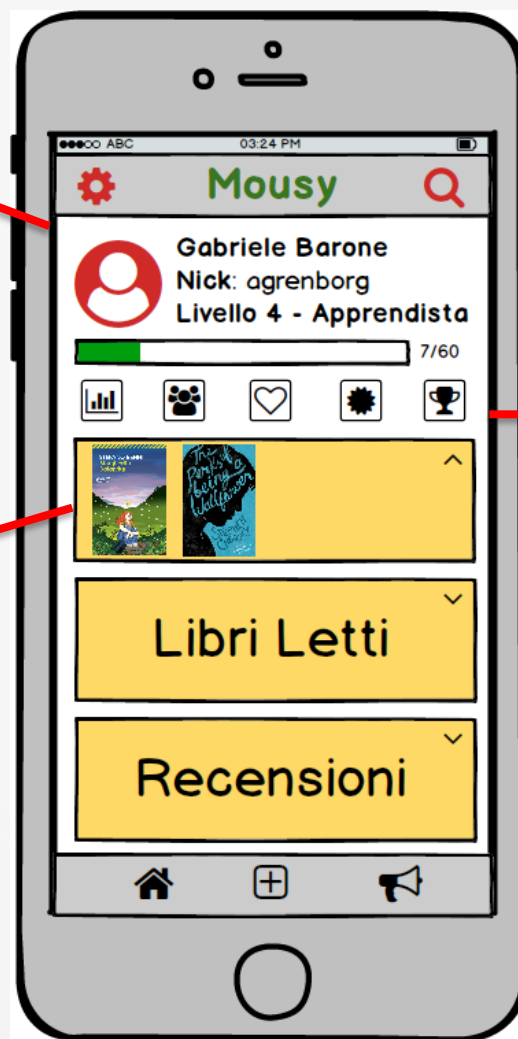 ABC 03:24 PM
Mousy
Gabriele Barone
Nick: agrenborg
Livello 4 - Apprendista
7/60
The
Perks of
being a
Wallflower
Libri Letti
Recensioni